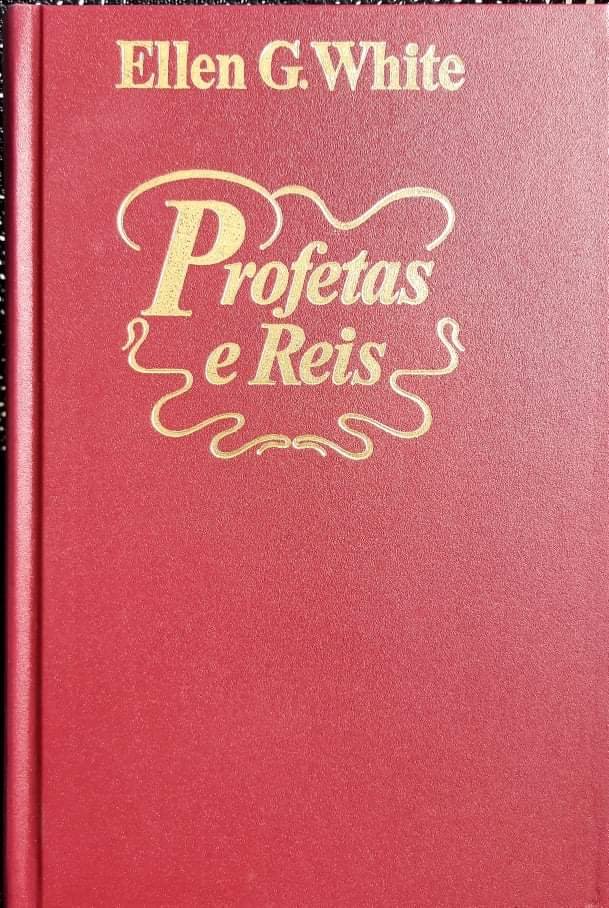 Ellen G. White
Profetas
e Reis